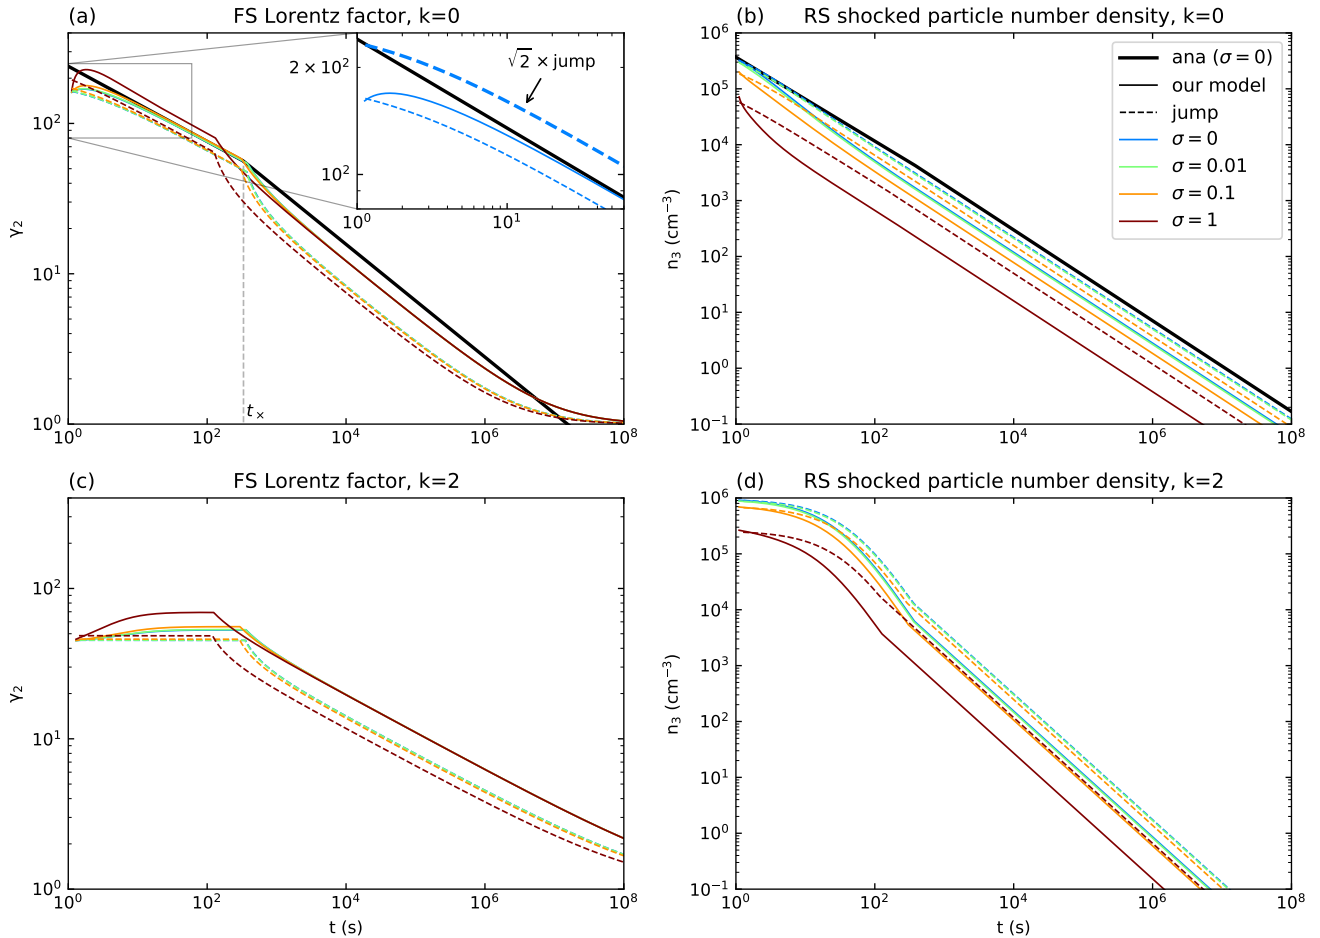 (a) FS Lorentz factor, k=0
10²
10¹
10⁰
γ₂
10⁰ 10² 10⁴ 10⁶ 10⁸
t×
2 × 10²
10²
10⁰ 10¹
√2 × jump
(b) RS shocked particle number density, k=0
10⁶
10⁵
10⁴
10³
10²
10¹
10⁰
10⁻¹
n₃ (cm⁻³)
10⁰ 10² 10⁴ 10⁶ 10⁸
ana (σ = 0)
our model
jump
σ = 0
σ = 0.01
σ = 0.1
σ = 1
(c) FS Lorentz factor, k=2
10²
10¹
10⁰
γ₂
10⁰ 10² 10⁴ 10⁶ 10⁸
t (s)
(d) RS shocked particle number density, k=2
10⁶
10⁵
10⁴
10³
10²
10¹
10⁰
10⁻¹
n₃ (cm⁻³)
10⁰ 10² 10⁴ 10⁶ 10⁸
t (s)